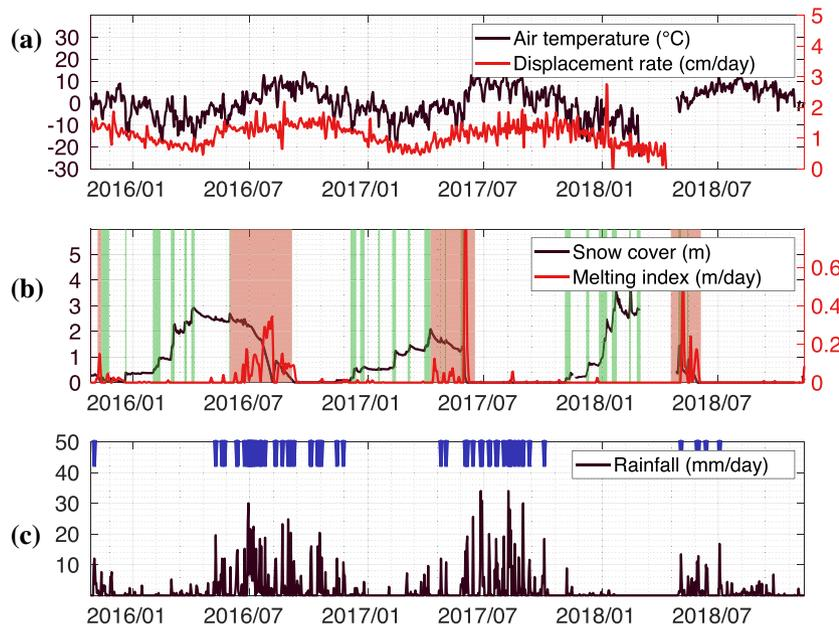 (a)
30
20
10
0
-10
-20
-30
Air temperature (°C)
Displacement rate (cm/day)
5
4
3
2
1
0
2016/01 2016/07 2017/01 2017/07 2018/01 2018/07
(b)
5
4
3
2
1
0
Snow cover (m)
Melting index (m/day)
0.6
0.4
0.2
0
2016/01 2016/07 2017/01 2017/07 2018/01 2018/07
(c)
50
40
30
20
10
Rainfall (mm/day)
2016/01 2016/07 2017/01 2017/07 2018/01 2018/07